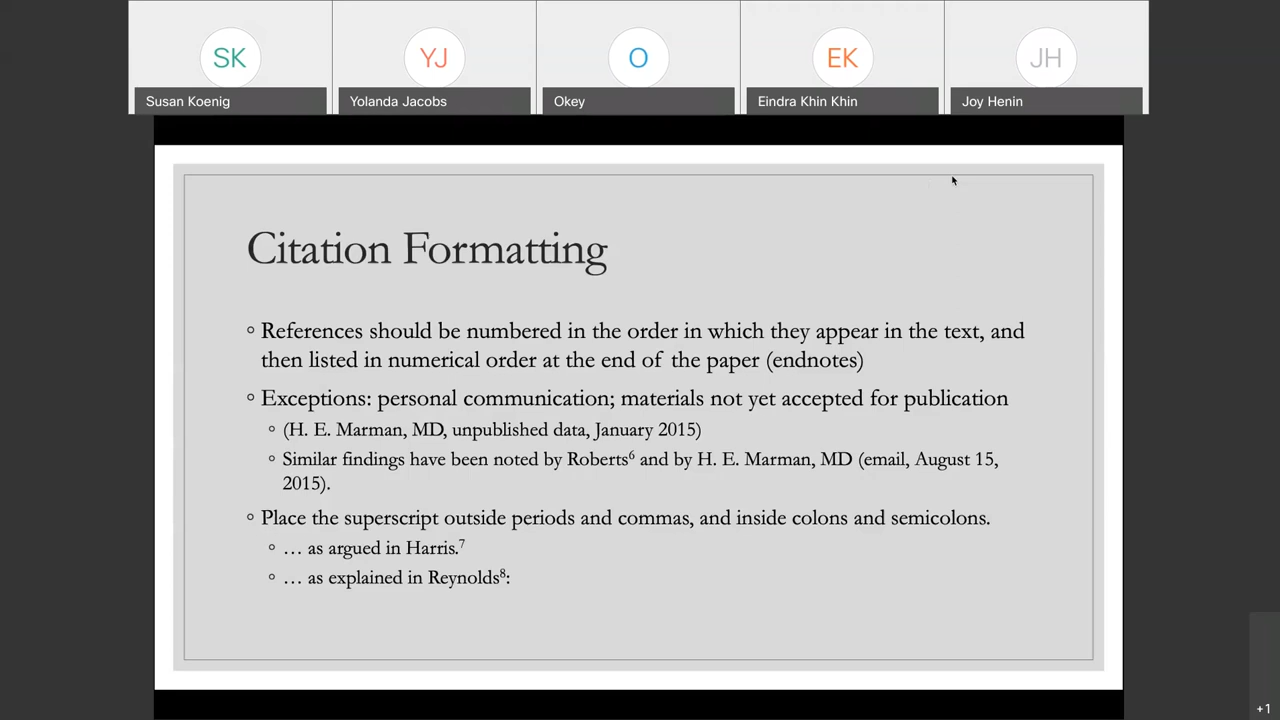 SK
YJ
O
EK
JH
Susan Koenig
Yolanda Jacobs
Okey
Eindra Khin Khin
Joy Henin
Citation Formatting
◦ References should be numbered in the order in which they appear in the text, and
then listed in numerical order at the end of the paper (endnotes)
◦ Exceptions: personal communication; materials not yet accepted for publication
◦ (H. E. Marman, MD, unpublished data, January 2015)
◦ Similar findings have been noted by Roberts⁶ and by H. E. Marman, MD (email, August 15,
2015).
◦ Place the superscript outside periods and commas, and inside colons and semicolons.
◦ … as argued in Harris.⁷
◦ … as explained in Reynolds⁸:
+1